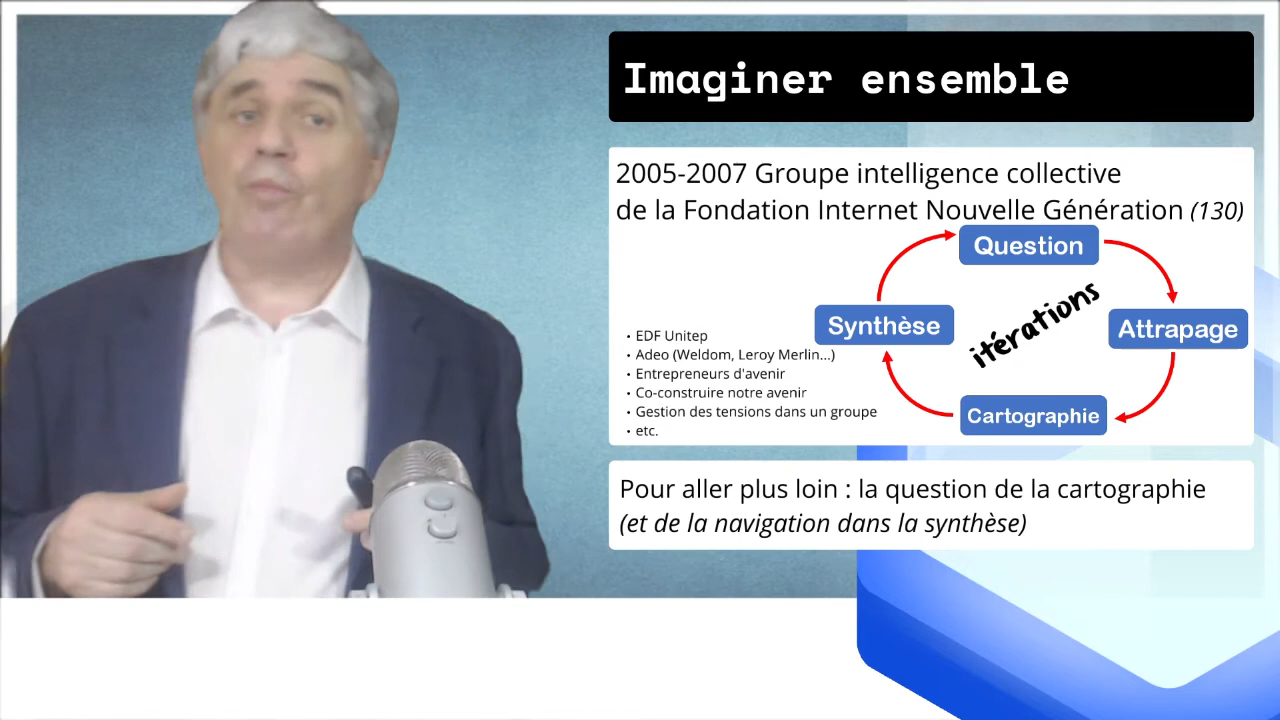 Imaginer ensemble
2005-2007 Groupe intelligence collective
de la Fondation Internet Nouvelle Génération (130)
Question
Synthèse
itérations
Attrapage
Cartographie
• EDF Unitep
• Adeo (Weldom, Leroy Merlin...)
• Entrepreneurs d'avenir
• Co-construire notre avenir
• Gestion des tensions dans un groupe
• etc.
Pour aller plus loin : la question de la cartographie
(et de la navigation dans la synthèse)